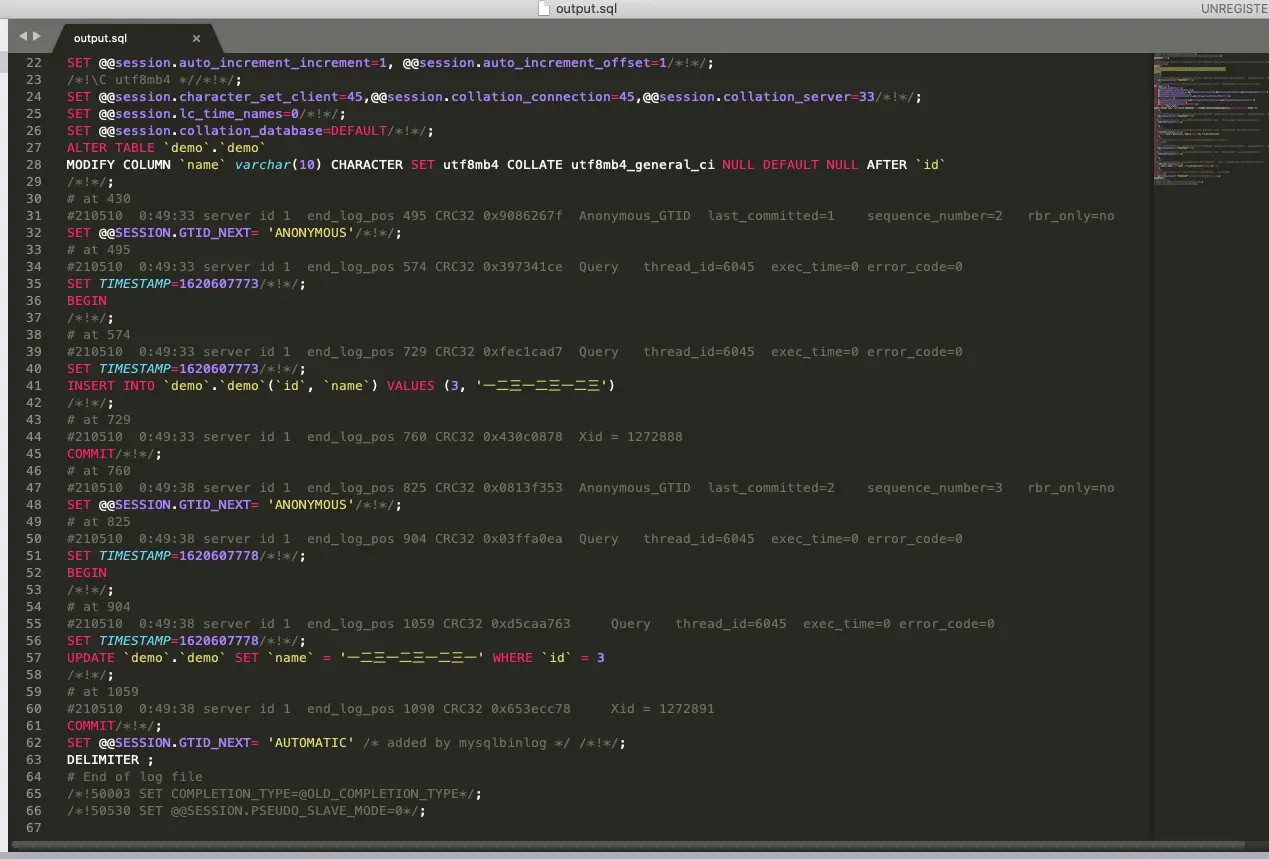 output.sql
UNREGISTE
output.sql ×
22 SET @@session.auto_increment_increment=1, @@session.auto_increment_offset=1/*!*/;
23 /*!\C utf8mb4 *//*!*/;
24 SET @@session.character_set_client=45,@@session.collation_connection=45,@@session.collation_server=33/*!*/;
25 SET @@session.lc_time_names=0/*!*/;
26 SET @@session.collation_database=DEFAULT/*!*/;
27 ALTER TABLE `demo`.`demo`
28 MODIFY COLUMN `name` varchar(10) CHARACTER SET utf8mb4 COLLATE utf8mb4_general_ci NULL DEFAULT NULL AFTER `id`
29 /*!*/;
30 # at 430
31 #210510  0:49:33 server id 1  end_log_pos 495 CRC32 0x9086267f  Anonymous_GTID  last_committed=1    sequence_number=2   rbr_only=no
32 SET @@SESSION.GTID_NEXT= 'ANONYMOUS'/*!*/;
33 # at 495
34 #210510  0:49:33 server id 1  end_log_pos 574 CRC32 0x397341ce  Query   thread_id=6045  exec_time=0 error_code=0
35 SET TIMESTAMP=1620607773/*!*/;
36 BEGIN
37 /*!*/;
38 # at 574
39 #210510  0:49:33 server id 1  end_log_pos 729 CRC32 0xfec1cad7  Query   thread_id=6045  exec_time=0 error_code=0
40 SET TIMESTAMP=1620607773/*!*/;
41 INSERT INTO `demo`.`demo`(`id`, `name`) VALUES (3, '一二三一二三一二三')
42 /*!*/;
43 # at 729
44 #210510  0:49:33 server id 1  end_log_pos 760 CRC32 0x430c0878  Xid = 1272888
45 COMMIT/*!*/;
46 # at 760
47 #210510  0:49:38 server id 1  end_log_pos 825 CRC32 0x0813f353  Anonymous_GTID  last_committed=2    sequence_number=3   rbr_only=no
48 SET @@SESSION.GTID_NEXT= 'ANONYMOUS'/*!*/;
49 # at 825
50 #210510  0:49:38 server id 1  end_log_pos 904 CRC32 0x03ffa0ea  Query   thread_id=6045  exec_time=0 error_code=0
51 SET TIMESTAMP=1620607778/*!*/;
52 BEGIN
53 /*!*/;
54 # at 904
55 #210510  0:49:38 server id 1  end_log_pos 1059 CRC32 0xd5caa763     Query   thread_id=6045  exec_time=0 error_code=0
56 SET TIMESTAMP=1620607778/*!*/;
57 UPDATE `demo`.`demo` SET `name` = '一二三一二三一二三一' WHERE `id` = 3
58 /*!*/;
59 # at 1059
60 #210510  0:49:38 server id 1  end_log_pos 1090 CRC32 0x653ecc78     Xid = 1272891
61 COMMIT/*!*/;
62 SET @@SESSION.GTID_NEXT= 'AUTOMATIC' /* added by mysqlbinlog */ /*!*/;
63 DELIMITER ;
64 # End of log file
65 /*!50003 SET COMPLETION_TYPE=@OLD_COMPLETION_TYPE*/;
66 /*!50530 SET @@SESSION.PSEUDO_SLAVE_MODE=0*/;
67